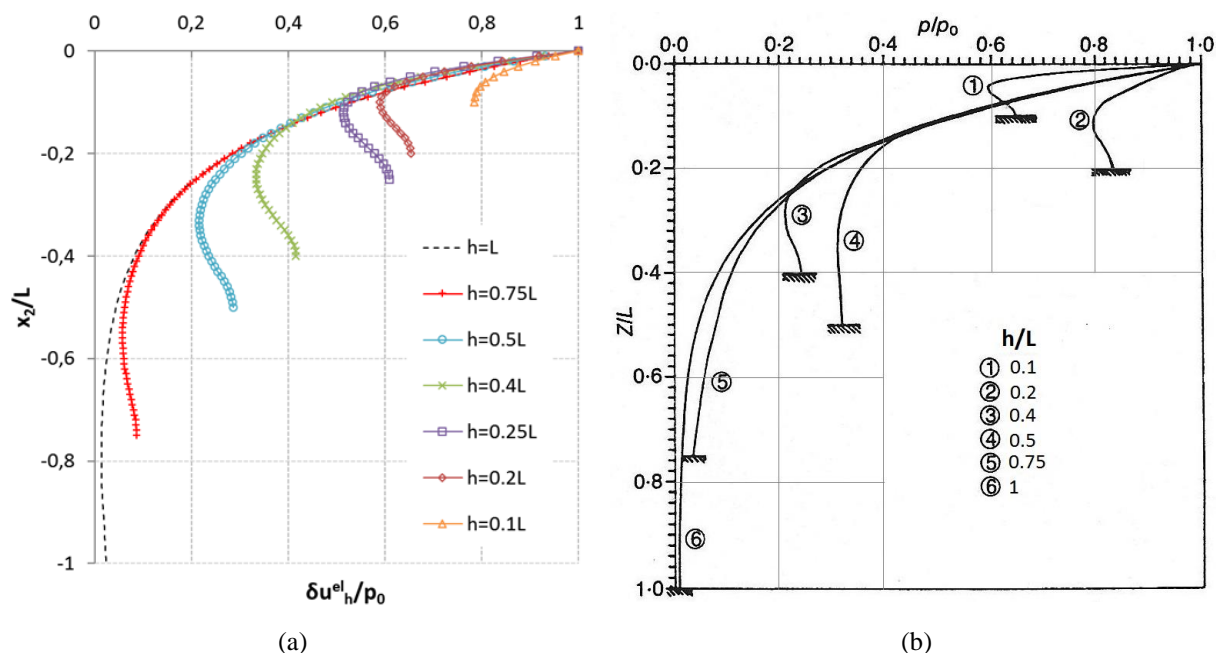 0 0,2 0,4 0,6 0,8 1
0
-0,2
-0,4
-0,6
-0,8
-1
x₂/L
h=L
h=0.75L
h=0.5L
h=0.4L
h=0.25L
h=0.2L
h=0.1L
δuᵉˡₕ/p₀
(a)
p/p₀
0·0 0·2 0·4 0·6 0·8 1·0
0·0
0·2
0·4
0·6
0·8
1·0
Z/L
①
②
③
④
⑤
⑥
h/L
① 0.1
② 0.2
③ 0.4
④ 0.5
⑤ 0.75
⑥ 1
(b)